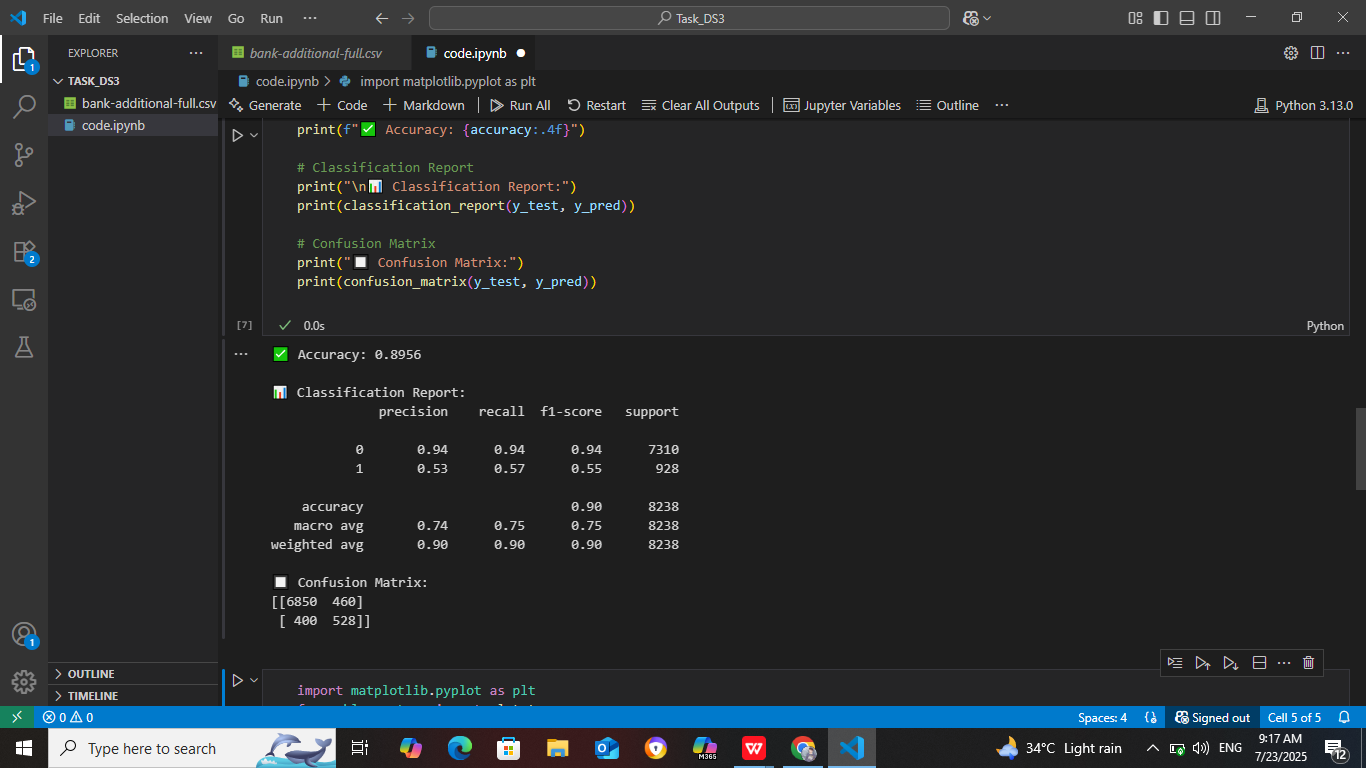 File Edit Selection View Go Run ··· Task_DS3
EXPLORER ···
TASK_DS3
bank-additional-full.csv
code.ipynb
OUTLINE
TIMELINE
bank-additional-full.csv code.ipynb
code.ipynb > import matplotlib.pyplot as plt
Generate + Code + Markdown Run All Restart Clear All Outputs Jupyter Variables Outline ··· Python 3.13.0
print(f"✅ Accuracy: {accuracy:.4f}")
# Classification Report
print("\n📊 Classification Report:")
print(classification_report(y_test, y_pred))
# Confusion Matrix
print("🔲 Confusion Matrix:")
print(confusion_matrix(y_test, y_pred))
[7] ✓ 0.0s Python
··· ✅ Accuracy: 0.8956
📊 Classification Report:
precision recall f1-score support
0 0.94 0.94 0.94 7310
1 0.53 0.57 0.55 928
accuracy 0.90 8238
macro avg 0.74 0.75 0.75 8238
weighted avg 0.90 0.90 0.90 8238
🔲 Confusion Matrix:
[[6850 460]
[ 400 528]]
import matplotlib.pyplot as plt
1
2
1
0 0 Spaces: 4 {} Signed out Cell 5 of 5
Type here to search M365 34°C Light rain ENG 9:17 AM
7/23/2025 12